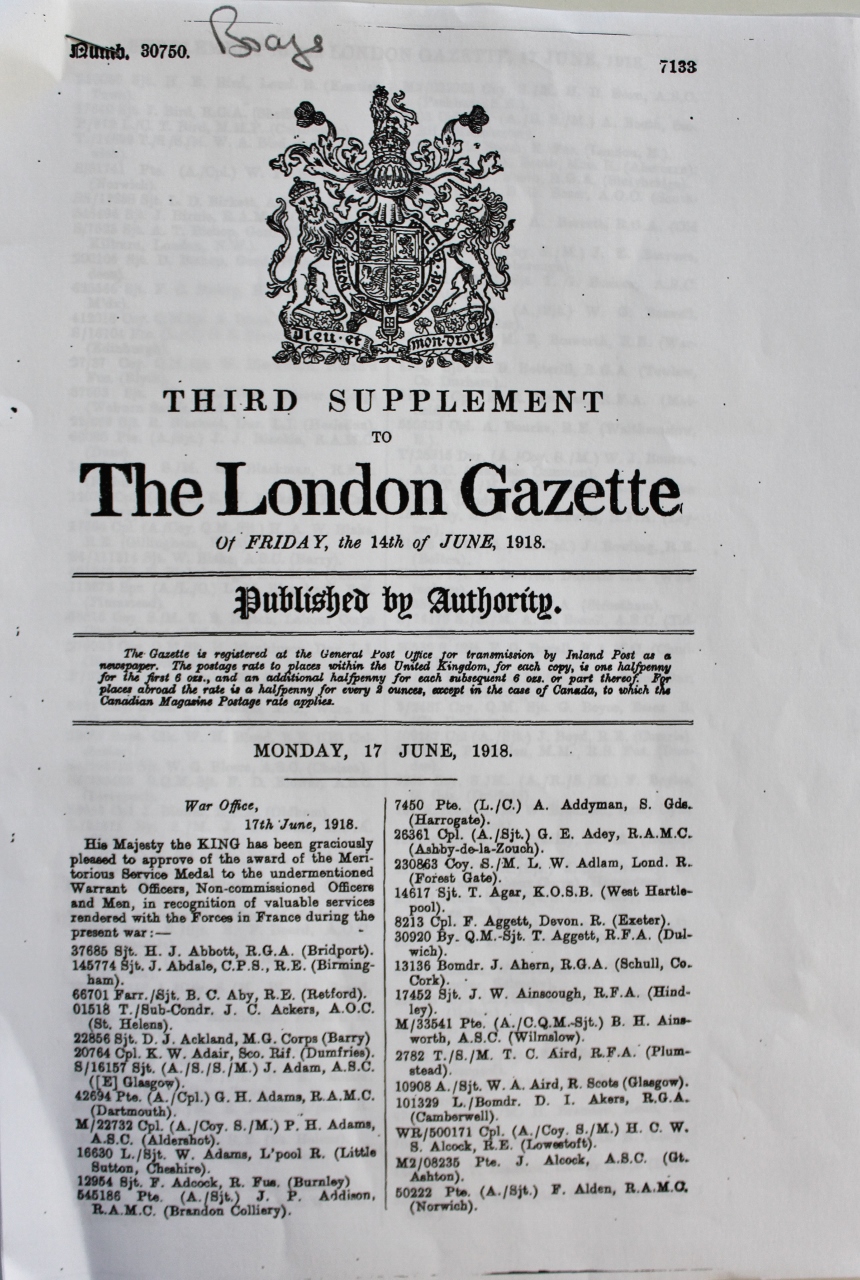 Numb. 30750.
Brays
7133
Dieu et mon droit
THIRD SUPPLEMENT
TO
The London Gazette
Of FRIDAY, the 14th of JUNE, 1918.
Published by Authority.
The Gazette is registered at the General Post Office for transmission by Inland Post as a
newspaper. The postage rate to places within the United Kingdom, for each copy, is one halfpenny
for the first 6 ozs., and an additional halfpenny for each subsequent 6 ozs. or part thereof. For
places abroad the rate is a halfpenny for every 2 ounces, except in the case of Canada, to which the
Canadian Magazine Postage rate applies.
MONDAY, 17 JUNE, 1918.
War Office,
17th June, 1918.
His Majesty the KING has been graciously
pleased to approve of the award of the Meri-
torious Service Medal to the undermentioned
Warrant Officers, Non-commissioned Officers
and Men, in recognition of valuable services
rendered with the Forces in France during the
present war:—
37685 Sjt. H. J. Abbott, R.G.A. (Bridport).
145774 Sjt. J. Abdale, C.P.S., R.E. (Birming-
ham).
66701 Farr./Sjt. B. C. Aby, R.E. (Retford).
01518 T./Sub-Condr. J. C. Ackers, A.O.C.
(St. Helens).
22856 Sjt. D. J. Ackland, M.G. Corps (Barry)
20764 Cpl. K. W. Adair, Sco. Rif. (Dumfries).
S/16157 Sjt. (A./S./S./M.) J. Adam, A.S.C.
([E] Glasgow).
42694 Pte. (A./Cpl.) G. H. Adams, R.A.M.C.
(Dartmouth).
M/22732 Cpl. (A./Coy. S./M.) P. H. Adams,
A.S.C. (Aldershot).
16630 L./Sjt. W. Adams, L'pool R. (Little
Sutton, Cheshire).
12954 Sjt. F. Adcock, R. Fus. (Burnley)
545186 Pte. (A./Sjt.) J. P. Addison,
R.A.M.C. (Brandon Colliery).
7450 Pte. (L./C.) A. Addyman, S. Gds.
(Harrogate).
26361 Cpl. (A./Sjt.) G. E. Adey, R.A.M.C.
(Ashby-de-la-Zouch).
230863 Coy. S./M. L. W. Adlam, Lond. R.
(Forest Gate).
14617 Sjt. T. Agar, K.O.S.B. (West Hartle-
pool).
8213 Cpl. F. Aggett, Devon. R. (Exeter).
30920 By. Q.M.-Sjt. T. Aggett, R.F.A. (Dul-
wich).
13136 Bomdr. J. Ahern, R.G.A. (Schull, Co.
Cork).
17452 Sjt. J. W. Ainscough, R.F.A. (Hind-
ley).
M/33541 Pte. (A./C.Q.M.-Sjt.) B. H. Ains-
worth, A.S.C. (Wilmslow).
2782 T./S./M. T. C. Aird, R.F.A. (Plum-
stead).
10908 A./Sjt. W. A. Aird, R. Scots (Glasgow).
101329 L./Bomdr. D. I. Akers, R.G.A.
(Camberwell).
WR/500171 Cpl. (A./Coy. S./M.) H. C. W.
S. Alcock, R.E. (Lowestoft).
M2/08235 Pte. J. Alcock, A.S.C. (Gt.
Ashton).
50222 Pte. (A./Sjt.) F. Alden, R.A.M.C.
(Norwich).